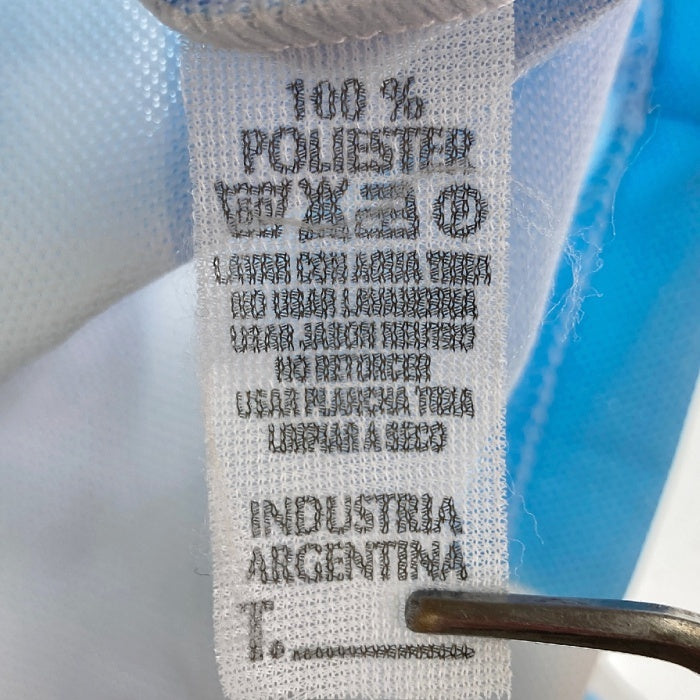 100 %
POLIESTER
LAVAR CON AGUA TIBIA
NO USAR LAVANDINA
USAR JABON NEUTRO
NO RETORCER
USAR PLANCHA TIBIA
LIMPIAR A SECO
INDUSTRIA
ARGENTINA
T.